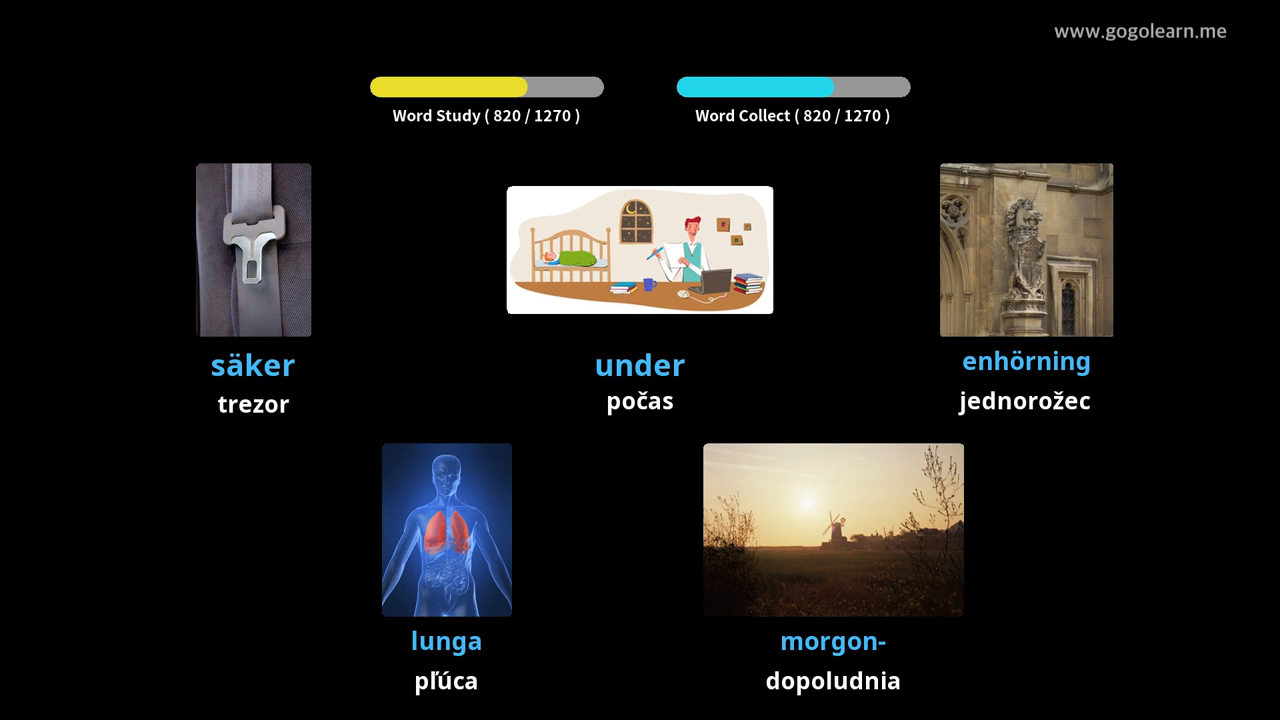 www.gogolearn.me
Word Study ( 820 / 1270 )
Word Collect ( 820 / 1270 )
säker
trezor
under
počas
enhörning
jednorožec
lunga
pľúca
morgon-
dopoludnia